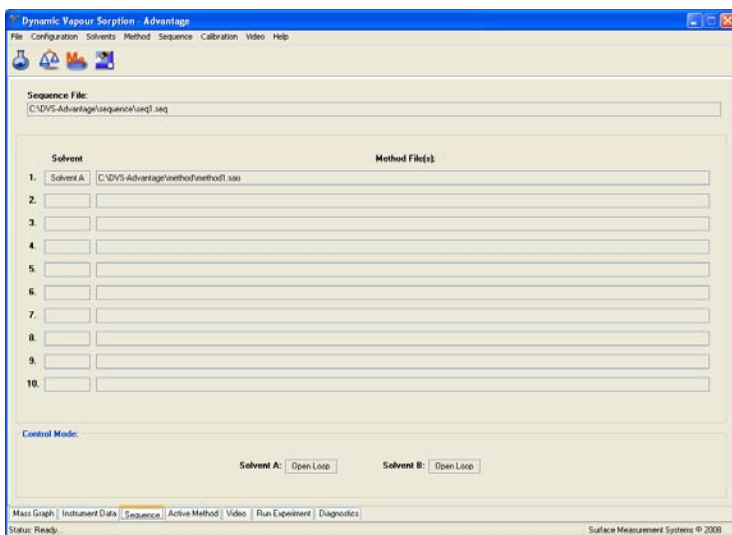 Dynamic Vapour Sorption - Advantage
File Configuration Solvents Method Sequence Calibration Video Help
Sequence File:
C:\DVS-Advantage\sequence\seq1.seq
Solvent Method File(s):
1. Solvent A C:\DVS-Advantage\method\method1.sao
2.
3.
4.
5.
6.
7.
8.
9.
10.
Control Mode:
Solvent A: Open Loop Solvent B: Open Loop
Mass Graph Instrument Data Sequence Active Method Video Run Experiment Diagnostics
Status: Ready... Surface Measurement Systems © 2008